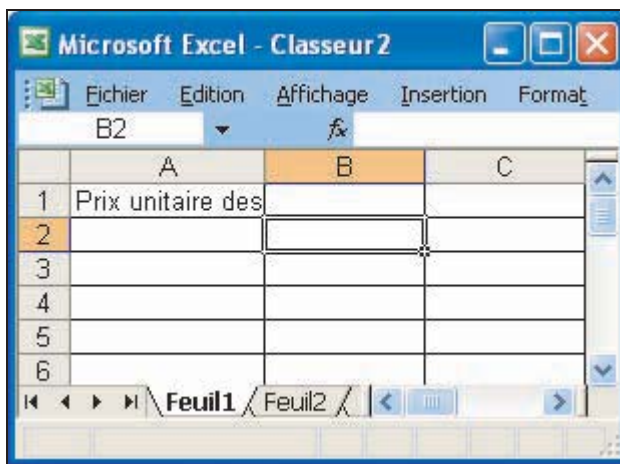 Microsoft Excel - Classeur2
Fichier Edition Affichage Insertion Format
B2 fx
A B C
1 Prix unitaire des
2
3
4
5
6
Feuil1 Feuil2